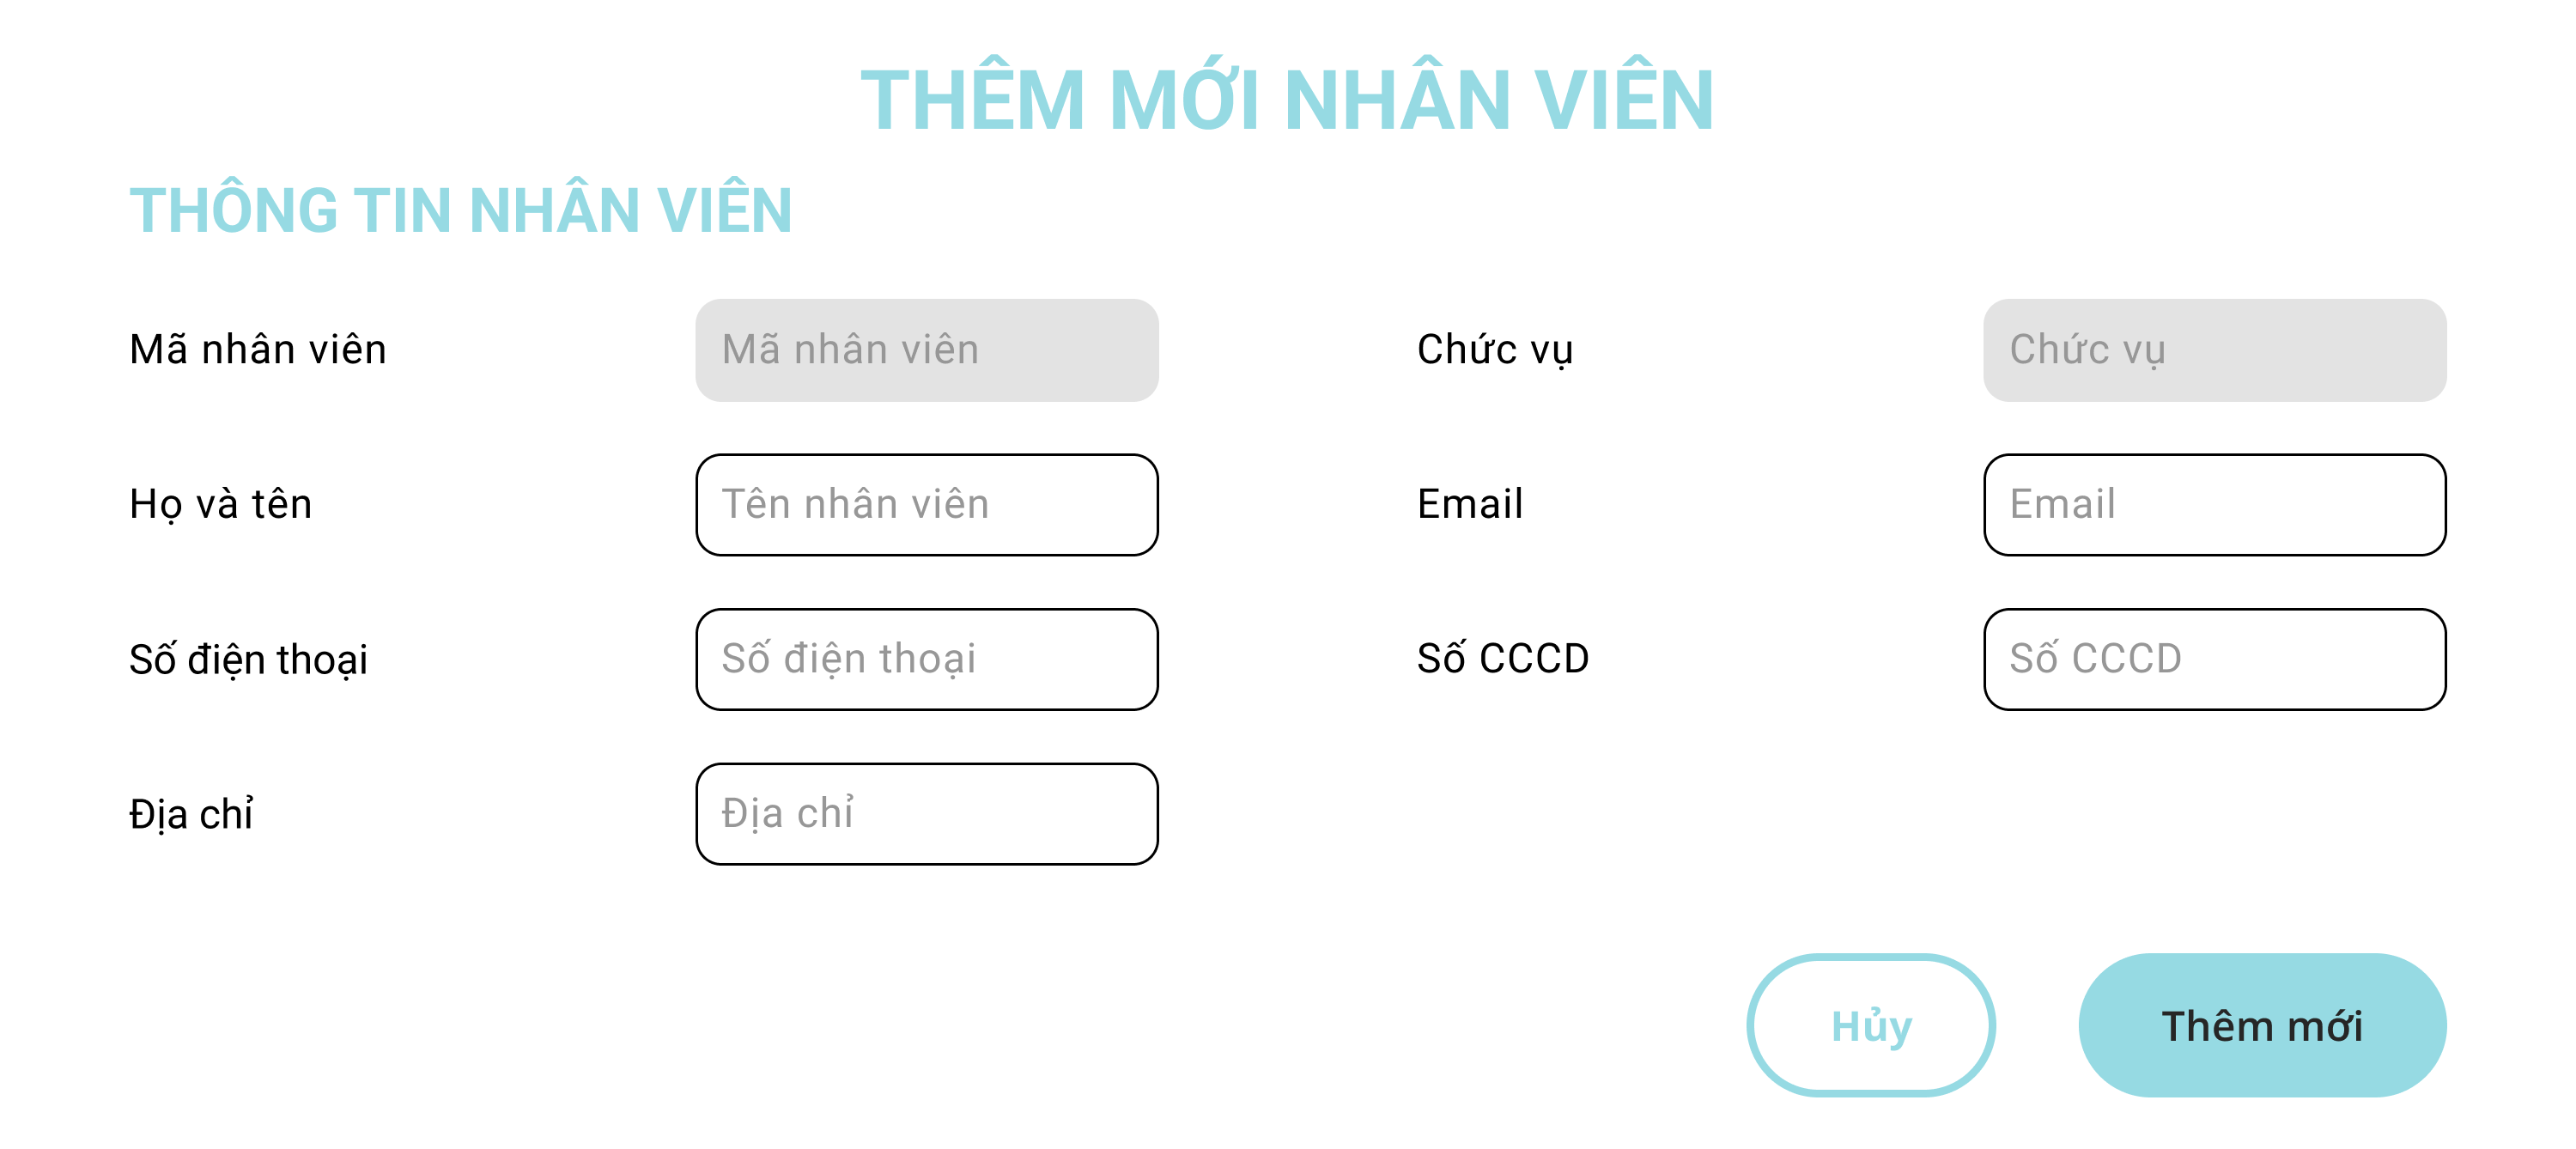 THÊM MỚI NHÂN VIÊN
THÔNG TIN NHÂN VIÊN
Mã nhân viên Mã nhân viên Chức vụ Chức vụ
Họ và tên Tên nhân viên Email Email
Số điện thoại Số điện thoại Số CCCD Số CCCD
Địa chỉ Địa chỉ
Hủy Thêm mới